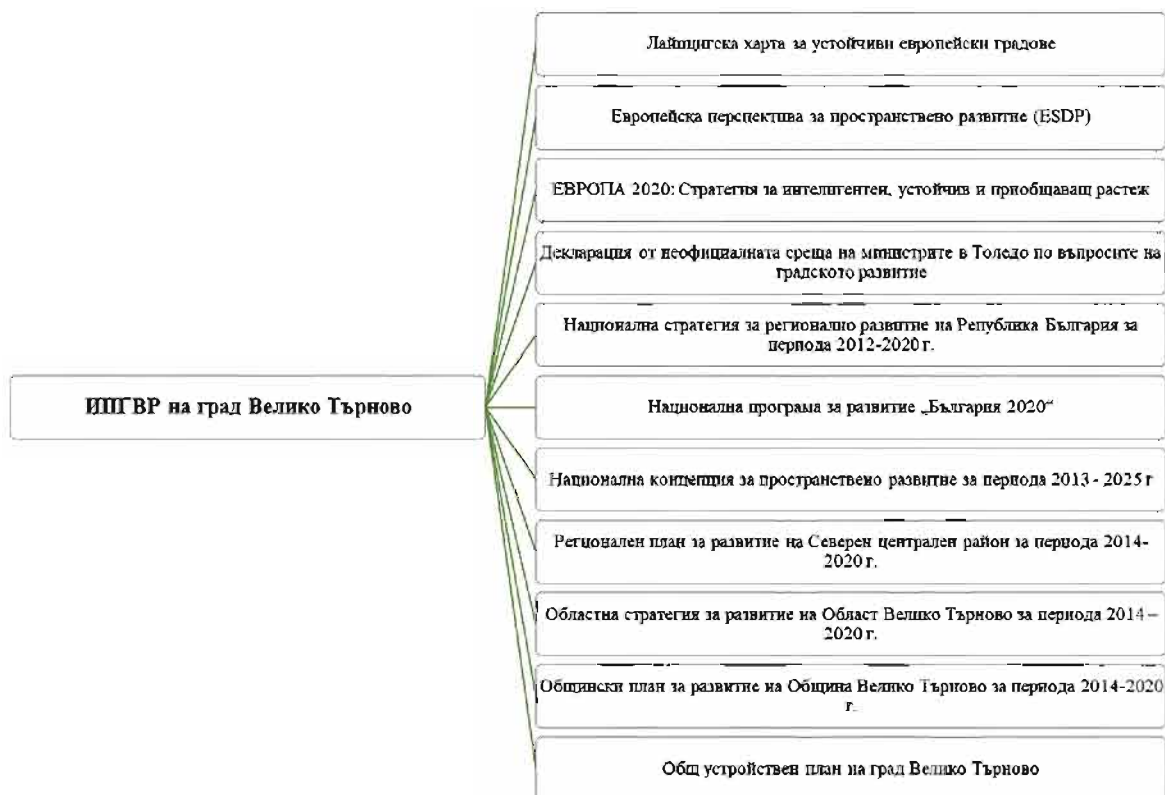 Лайпцигска харта за устойчиви европейски градове
Европейска перспектива за пространствено развитие (ESDP)
ЕВРОПА 2020: Стратегия за интелигентен, устойчив и приобщаващ растеж
Декларация от неофициалната среща на министрите в Толедо по въпросите на
градското развитие
Национална стратегия за регионално развитие на Република България за
периода 2012-2020 г.
ИПГВР на град Велико Търново
Национална програма за развитие „България 2020“
Национална концепция за пространствено развитие за периода 2013 - 2025 г
Регионален план за развитие на Северен централен район за периода 2014-
2020 г.
Областна стратегия за развитие на Област Велико Търново за периода 2014 –
2020 г.
Общински план за развитие на Община Велико Търново за периода 2014-2020
г.
Общ устройствен план на град Велико Търново